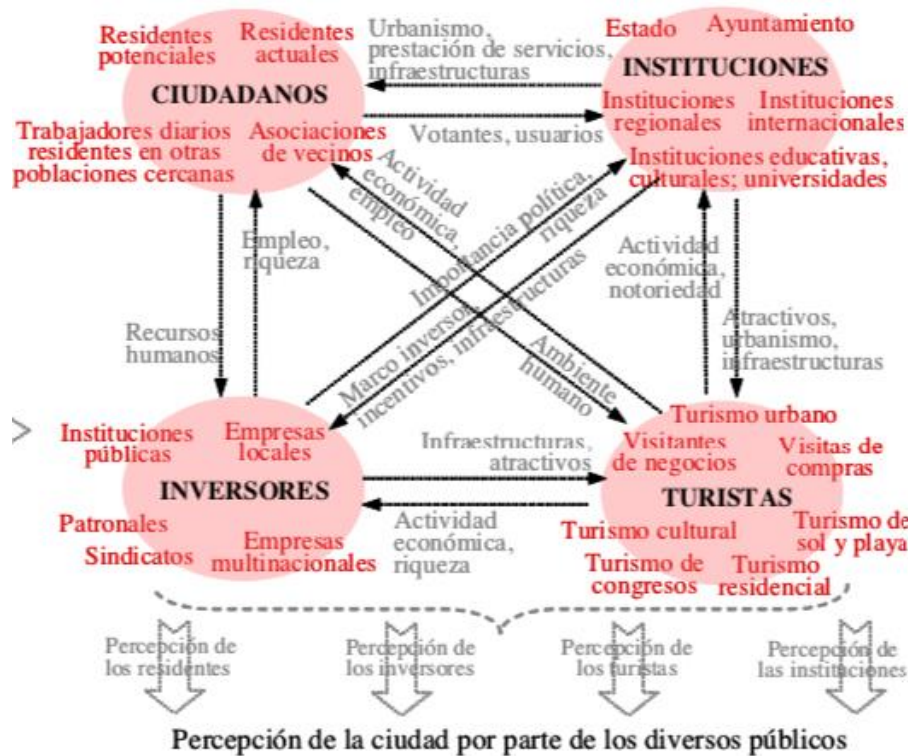 Residentes
potenciales
Residentes
actuales
CIUDADANOS
Trabajadores diarios
residentes en otras
poblaciones cercanas
Asociaciones
de vecinos
Urbanismo,
prestación de servicios,
infraestructuras
Votantes, usuarios
Estado
Ayuntamiento
INSTITUCIONES
Instituciones
regionales
Instituciones
internacionales
Instituciones educativas,
culturales; universidades
Actividad
económica,
empleo
Importancia política,
riqueza
Marco inversor,
incentivos, infraestructuras
Ambiente
humano
Empleo,
riqueza
Recursos
humanos
Actividad
económica,
notoriedad
Atractivos,
urbanismo,
infraestructuras
Instituciones
públicas
Empresas
locales
INVERSORES
Patronales
Sindicatos
Empresas
multinacionales
Infraestructuras,
atractivos
Actividad
económica,
riqueza
Turismo urbano
Visitantes
de negocios
Visitas de
compras
TURISTAS
Turismo cultural
Turismo de
sol y playa
Turismo de
congresos
Turismo
residencial
Percepción de
los residentes
Percepción de
los inversores
Percepción de
los turistas
Percepción de
las instituciones
Percepción de la ciudad por parte de los diversos públicos